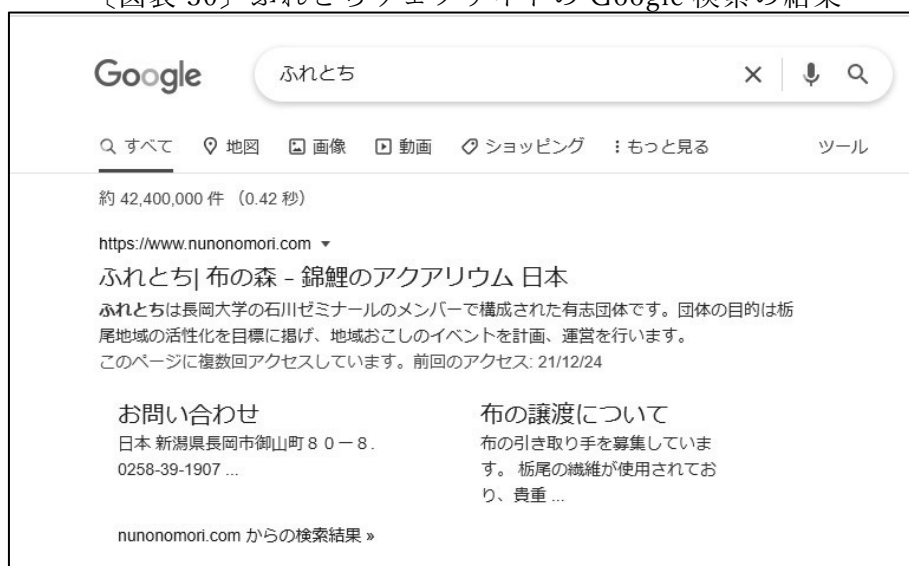 〔図表 30〕ふれとちウェブサイトの Google 検索の結果
Google ふれとち
すべて 地図 画像 動画 ショッピング もっと見る ツール
約 42,400,000 件 （0.42 秒）
https://www.nunonomori.com
ふれとち| 布の森 - 錦鯉のアクアリウム 日本
ふれとちは長岡大学の石川ゼミナールのメンバーで構成された有志団体です。団体の目的は栃
尾地域の活性化を目標に掲げ、地域おこしのイベントを計画、運営を行います。
このページに複数回アクセスしています。前回のアクセス: 21/12/24
お問い合わせ
日本 新潟県長岡市御山町８０－８.
0258-39-1907 ...
布の譲渡について
布の引き取り手を募集していま
す。 栃尾の繊維が使用されてお
り、貴重 ...
nunonomori.com からの検索結果 »